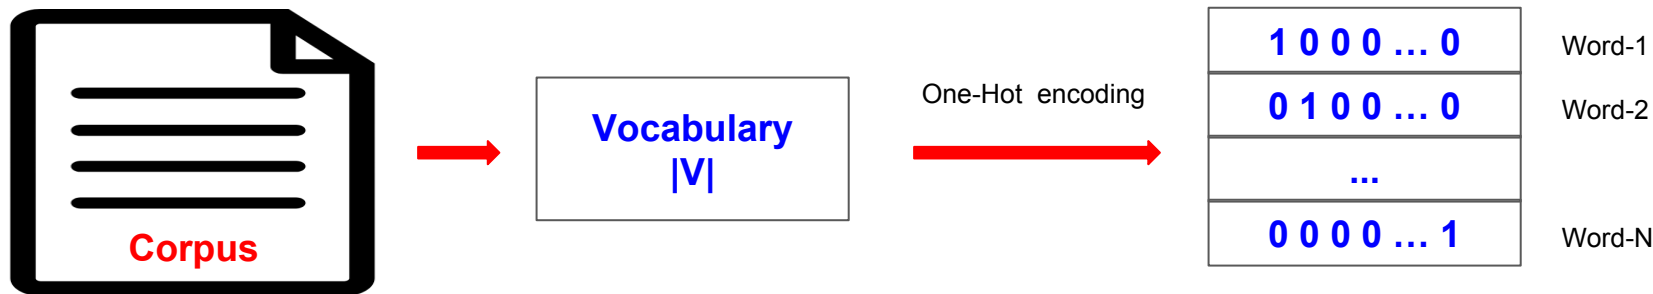 Corpus
Vocabulary
|V|
One-Hot encoding
1 0 0 0 ... 0 Word-1
0 1 0 0 ... 0 Word-2
...
0 0 0 0 ... 1 Word-N